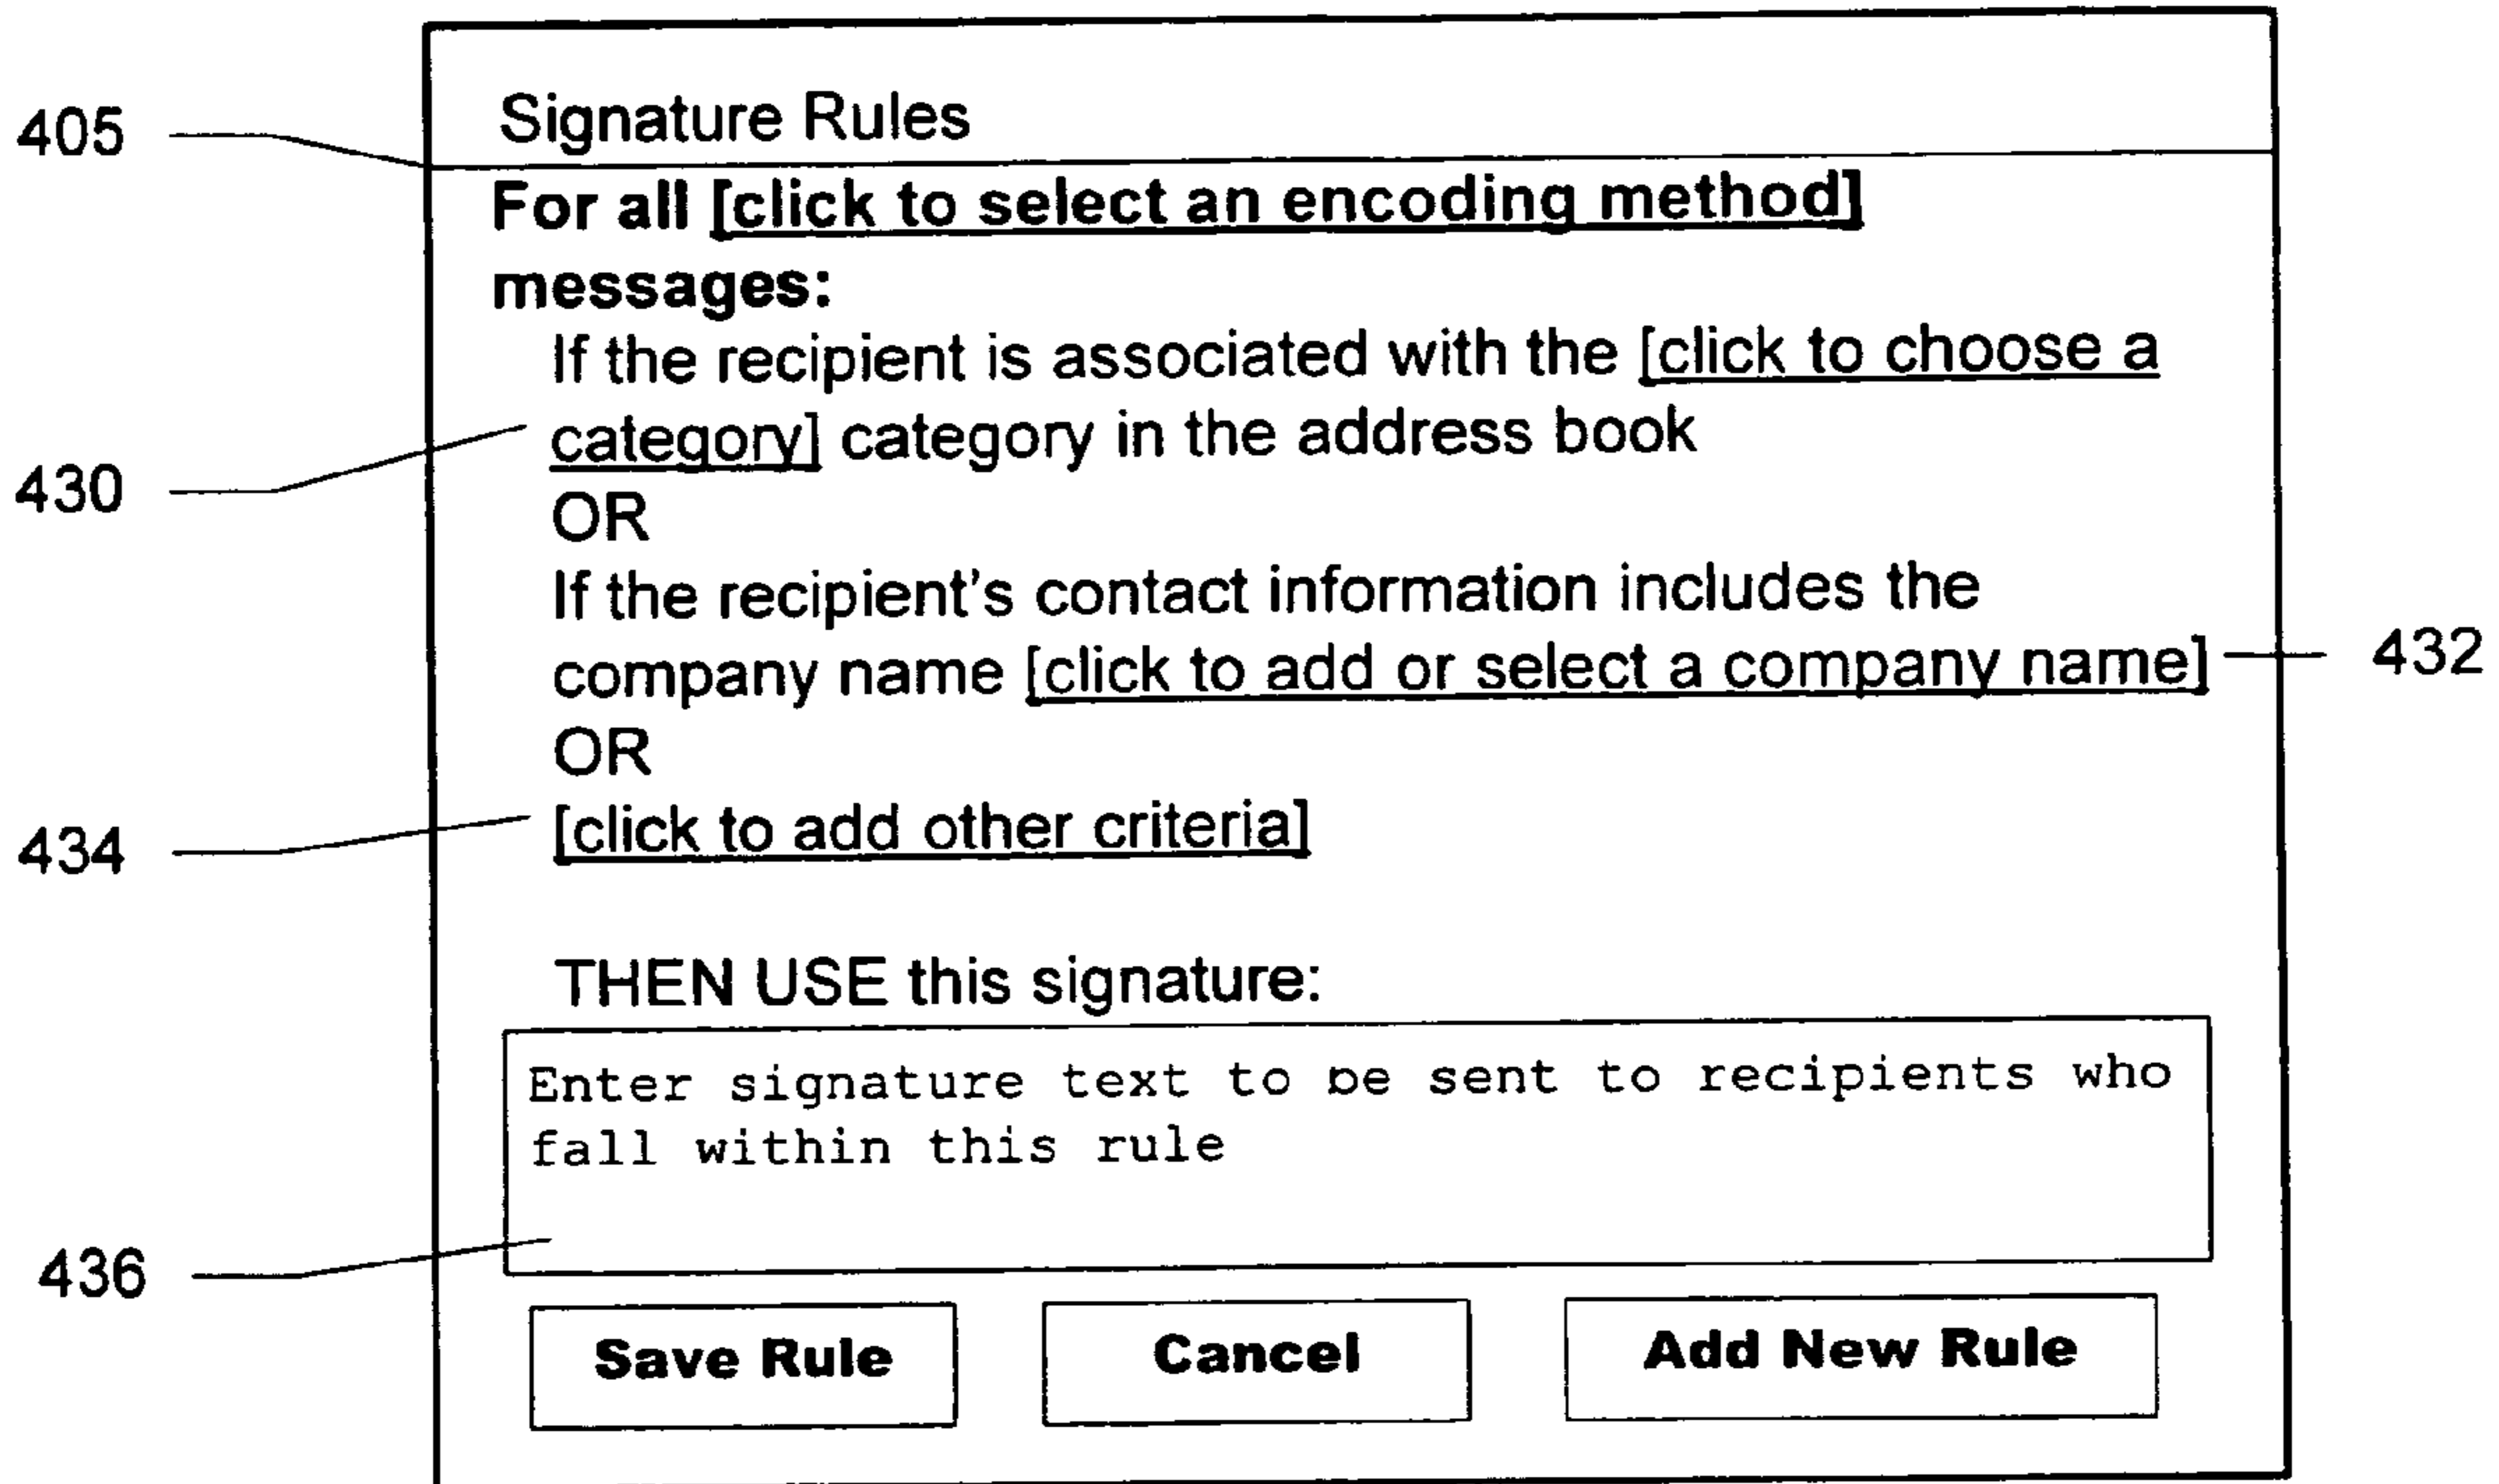 Signature Rules
405
For all [click to select an encoding method]
messages:
If the recipient is associated with the [click to choose a
category] category in the address book
430
OR
If the recipient's contact information includes the
company name [click to add or select a company name]
432
OR
[click to add other criteria]
434
THEN USE this signature:
Enter signature text to be sent to recipients who
fall within this rule
436
Save Rule
Cancel
Add New Rule